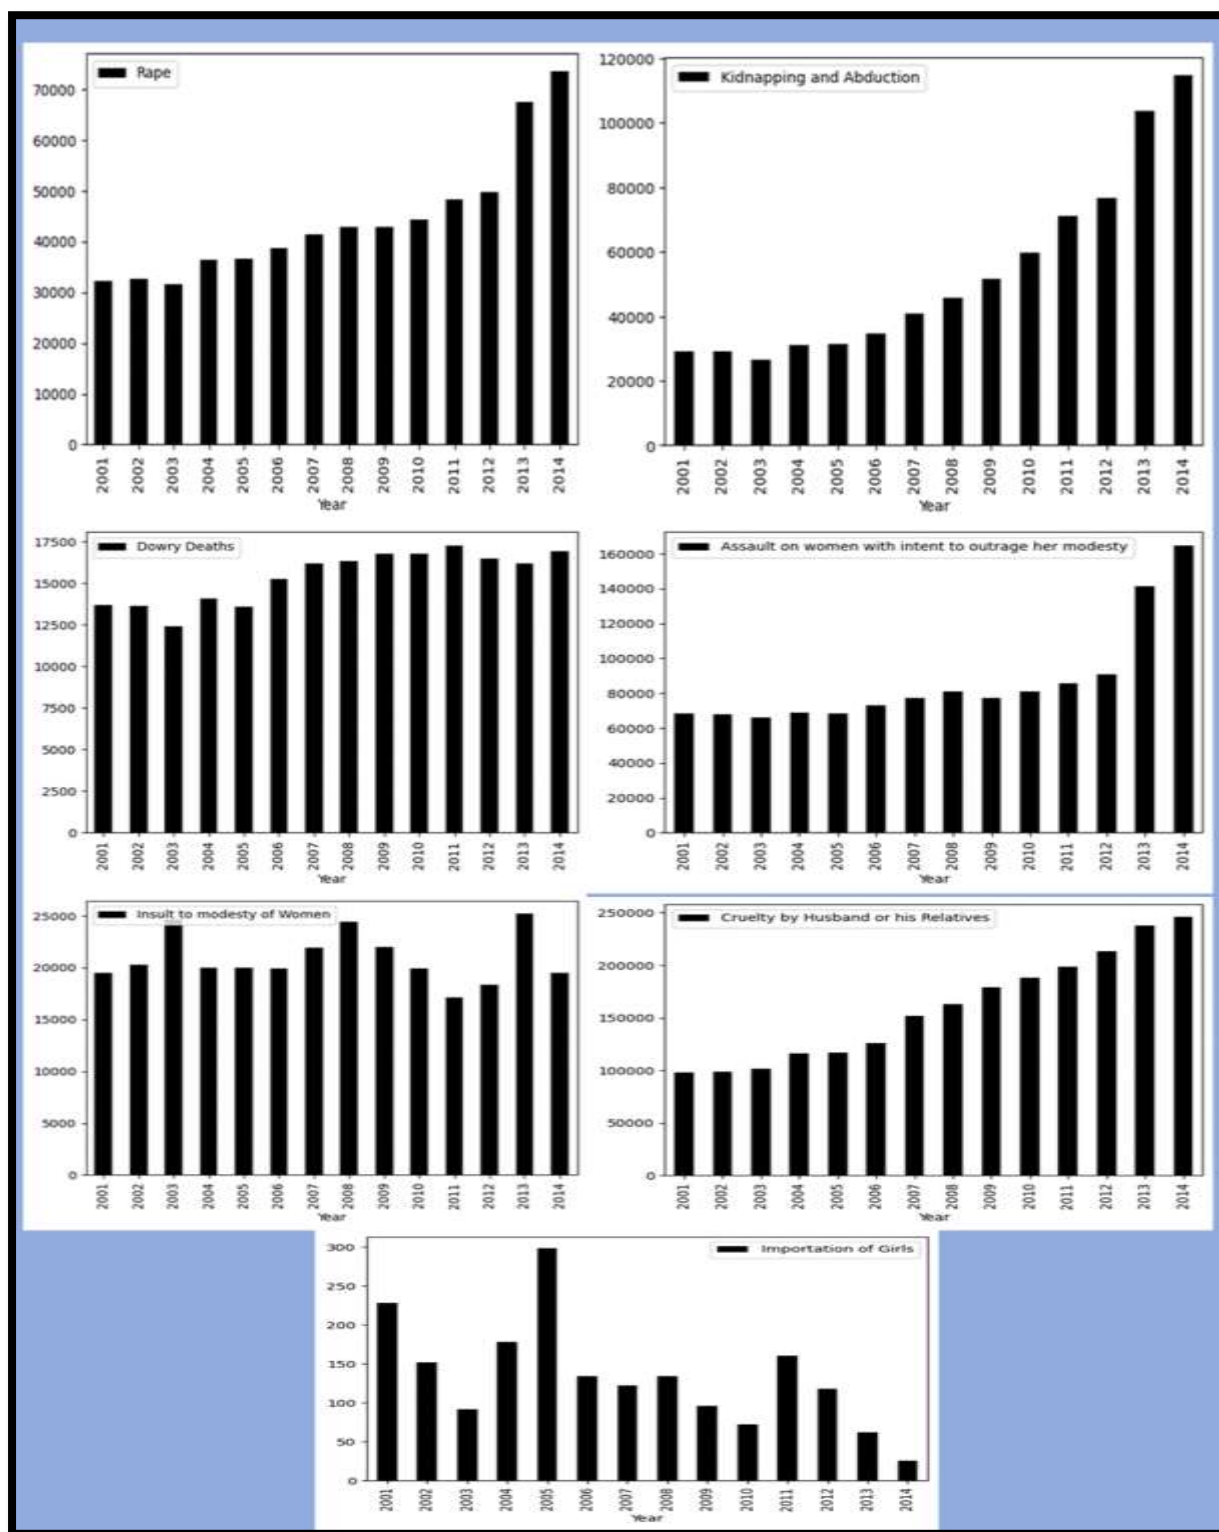 Rape
70000
60000
50000
40000
30000
20000
10000
0
2001 2002 2003 2004 2005 2006 2007 2008 2009 2010 2011 2012 2013 2014
Year
Kidnapping and Abduction
120000
100000
80000
60000
40000
20000
0
2001 2002 2003 2004 2005 2006 2007 2008 2009 2010 2011 2012 2013 2014
Year
Dowry Deaths
17500
15000
12500
10000
7500
5000
2500
0
2001 2002 2003 2004 2005 2006 2007 2008 2009 2010 2011 2012 2013 2014
Year
Assault on women with intent to outrage her modesty
160000
140000
120000
100000
80000
60000
40000
20000
0
2001 2002 2003 2004 2005 2006 2007 2008 2009 2010 2011 2012 2013 2014
Year
Insult to modesty of Women
25000
20000
15000
10000
5000
0
2001 2002 2003 2004 2005 2006 2007 2008 2009 2010 2011 2012 2013 2014
Year
Cruelty by Husband or his Relatives
250000
200000
150000
100000
50000
0
2001 2002 2003 2004 2005 2006 2007 2008 2009 2010 2011 2012 2013 2014
Year
Importation of Girls
300
250
200
150
100
50
0
2001 2002 2003 2004 2005 2006 2007 2008 2009 2010 2011 2012 2013 2014
Year